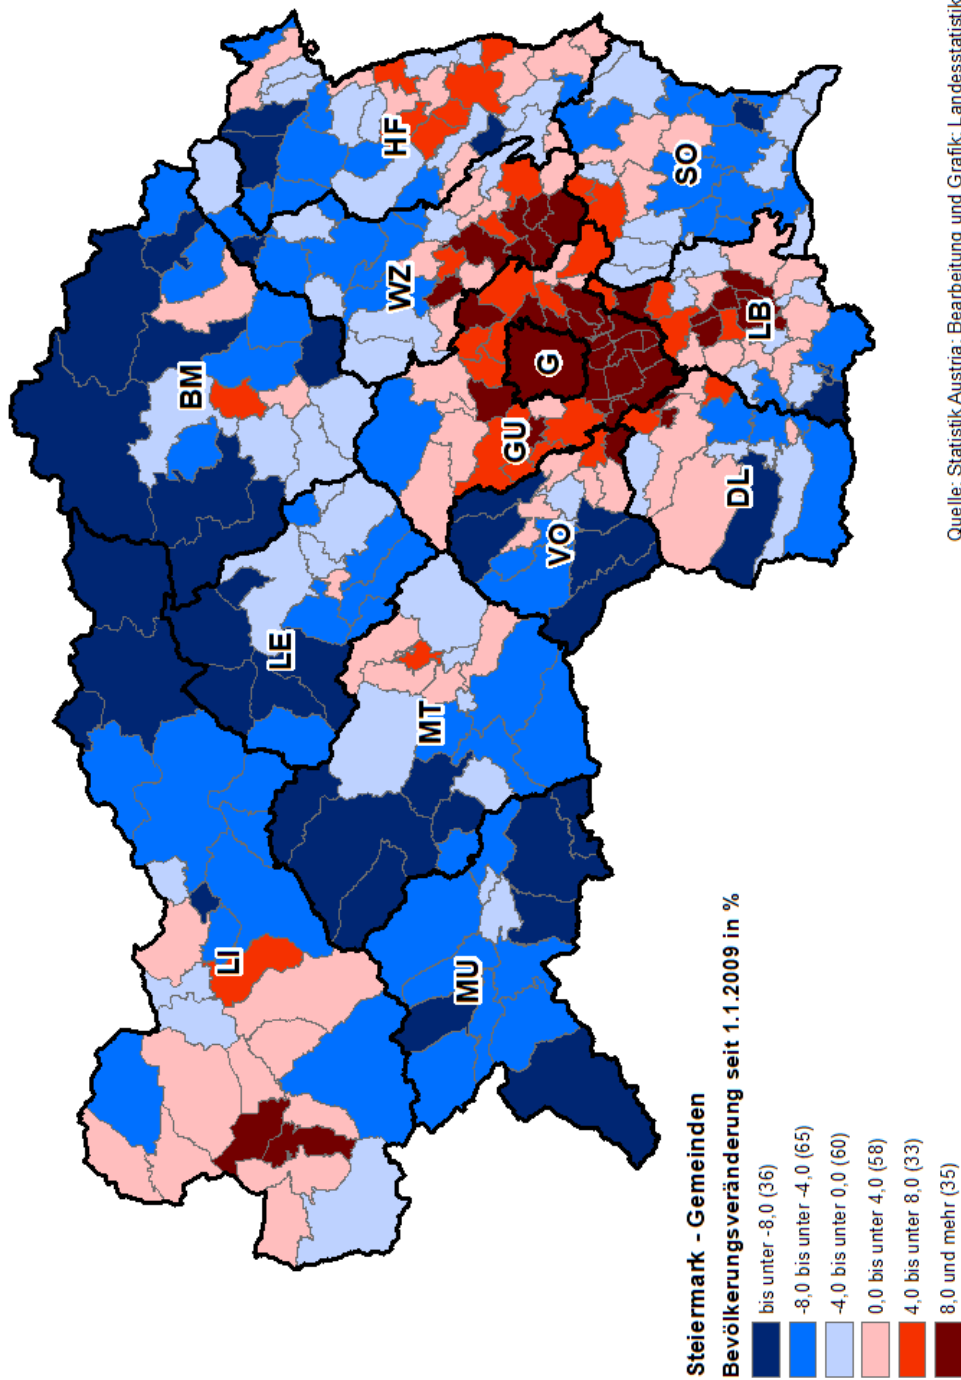 LI
BM
LE
HF
WZ
MU
MT
GU
G
SO
VO
LB
DL
Steiermark - Gemeinden
Bevölkerungsveränderung seit 1.1.2009 in %
bis unter -8,0 (36)
-8,0 bis unter -4,0 (65)
-4,0 bis unter 0,0 (60)
0,0 bis unter 4,0 (58)
4,0 bis unter 8,0 (33)
8,0 und mehr (35)
Quelle: Statistik Austria; Bearbeitung und Grafik: Landesstatistik